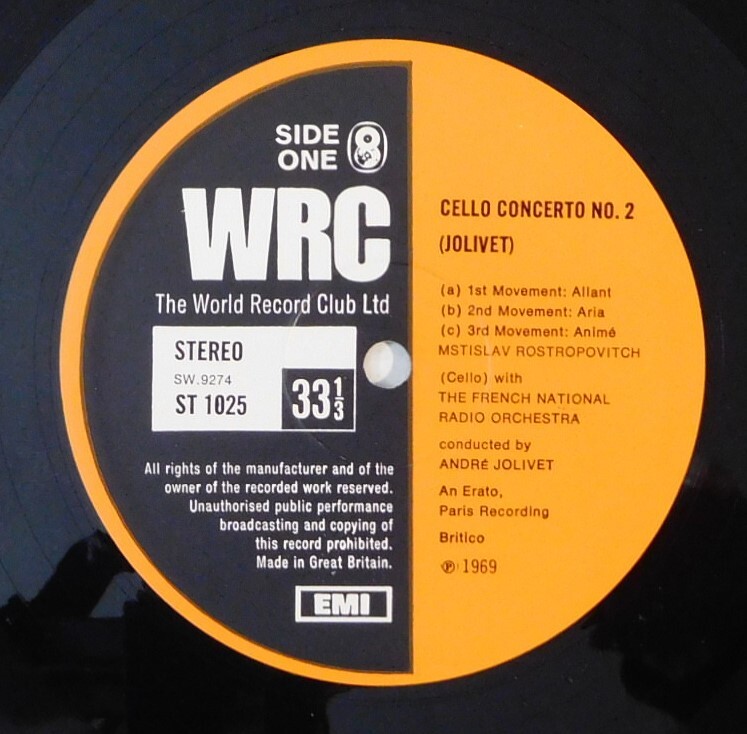 SIDE
ONE
WRC
The World Record Club Ltd
STEREO
SW.9274
ST 1025
33 1/3
All rights of the manufacturer and of the
owner of the recorded work reserved.
Unauthorised public performance
broadcasting and copying of
this record prohibited.
Made in Great Britain.
EMI
CELLO CONCERTO NO. 2
(JOLIVET)
(a) 1st Movement: Allant
(b) 2nd Movement: Aria
(c) 3rd Movement: Animé
MSTISLAV ROSTROPOVITCH
(Cello) with
THE FRENCH NATIONAL
RADIO ORCHESTRA
conducted by
ANDRÉ JOLIVET
An Erato,
Paris Recording
Britico
℗ 1969